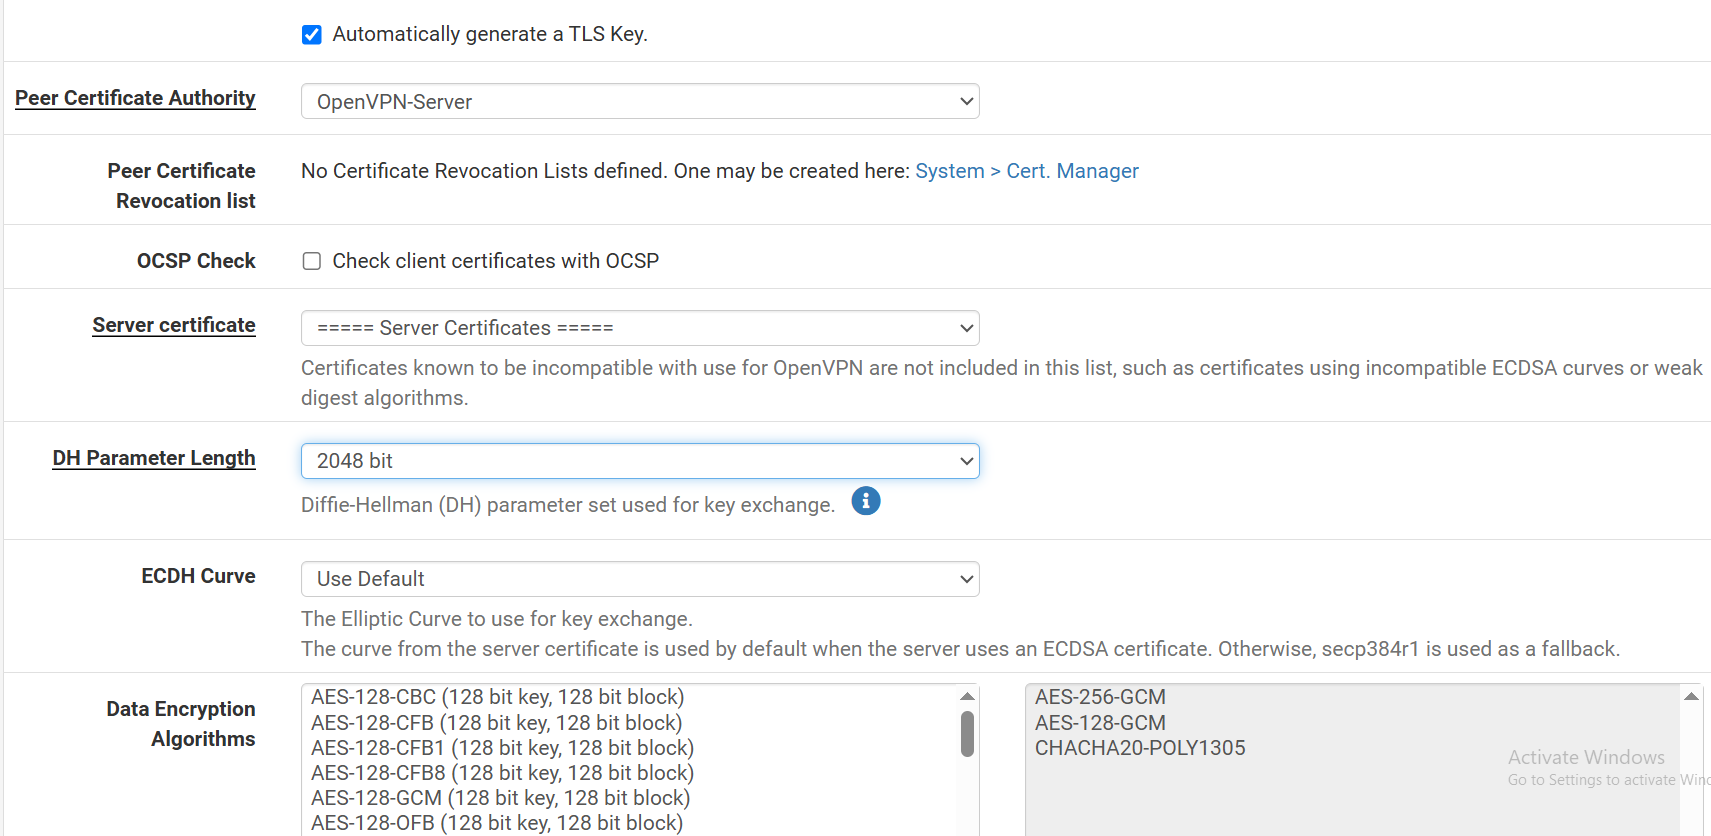 Automatically generate a TLS Key.
Peer Certificate Authority
OpenVPN-Server
Peer Certificate
Revocation list
No Certificate Revocation Lists defined. One may be created here: System > Cert. Manager
OCSP Check
Check client certificates with OCSP
Server certificate
===== Server Certificates =====
Certificates known to be incompatible with use for OpenVPN are not included in this list, such as certificates using incompatible ECDSA curves or weak
digest algorithms.
DH Parameter Length
2048 bit
Diffie-Hellman (DH) parameter set used for key exchange.
ECDH Curve
Use Default
The Elliptic Curve to use for key exchange.
The curve from the server certificate is used by default when the server uses an ECDSA certificate. Otherwise, secp384r1 is used as a fallback.
Data Encryption
Algorithms
AES-128-CBC (128 bit key, 128 bit block)
AES-128-CFB (128 bit key, 128 bit block)
AES-128-CFB1 (128 bit key, 128 bit block)
AES-128-CFB8 (128 bit key, 128 bit block)
AES-128-GCM (128 bit key, 128 bit block)
AES-128-OFB (128 bit key, 128 bit block)
AES-256-GCM
AES-128-GCM
CHACHA20-POLY1305
Activate Windows
Go to Settings to activate Win